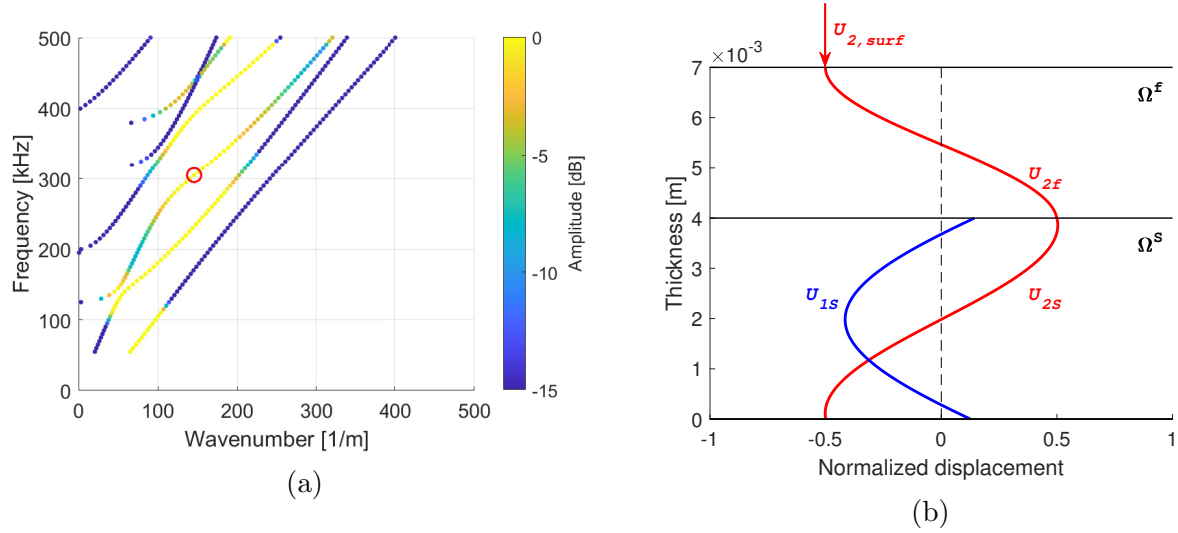 500
400
300
200
100
0
Frequency [kHz]
0 100 200 300 400 500
Wavenumber [1/m]
0
-5
-10
-15
Amplitude [dB]
(a)
×10⁻³
7
6
5
4
3
2
1
0
Thickness [m]
U₂,surf
Ωᶠ
U₂f
Ωˢ
U₁S
U₂S
-1 -0.5 0 0.5 1
Normalized displacement
(b)